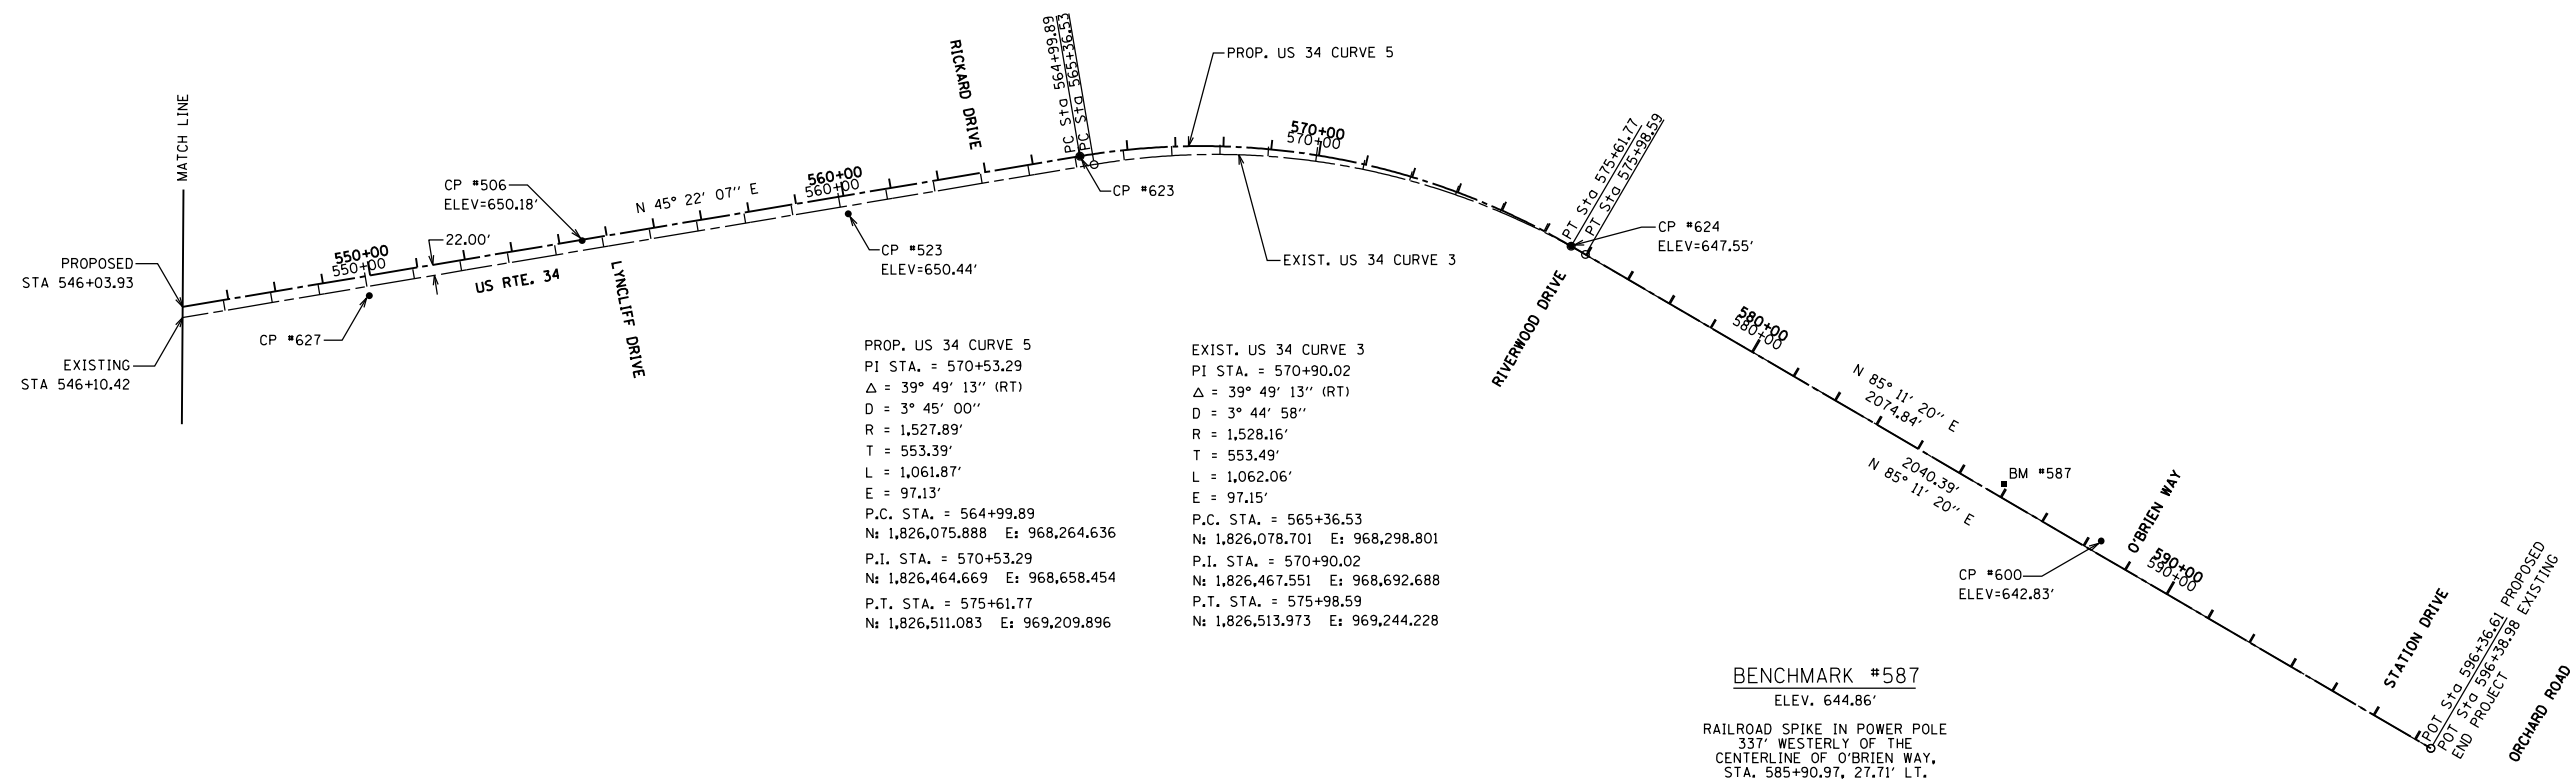 MATCH LINE
PROPOSED
STA 546+03.93
EXISTING
STA 546+10.42
550+00
550+00
CP #627
22.00'
US RTE. 34
CP #506
ELEV=650.18'
LYNCLIFF DRIVE
N 45° 22' 07'' E
560+00
560+00
CP #523
ELEV=650.44'
RICKARD DRIVE
PC Sta 564+99.89
PC Sta 565+36.53
CP #623
PROP. US 34 CURVE 5
570+00
570+00
EXIST. US 34 CURVE 3
PT Sta 575+61.77
PT Sta 575+98.59
CP #624
ELEV=647.55'
RIVERWOOD DRIVE
580+00
580+00
N 85° 11' 20'' E
2074.84'
2040.39'
N 85° 11' 20'' E
BM #587
CP #600
ELEV=642.83'
O'BRIEN WAY
590+00
590+00
STATION DRIVE
POT Sta 596+36.61 PROPOSED
POT Sta 596+38.98 EXISTING
END PROJECT
ORCHARD ROAD
PROP. US 34 CURVE 5
PI STA. = 570+53.29
Δ = 39° 49' 13'' (RT)
D = 3° 45' 00''
R = 1,527.89'
T = 553.39'
L = 1,061.87'
E = 97.13'
P.C. STA. = 564+99.89
N: 1,826,075.888 E: 968,264.636
P.I. STA. = 570+53.29
N: 1,826,464.669 E: 968,658.454
P.T. STA. = 575+61.77
N: 1,826,511.083 E: 969,209.896
EXIST. US 34 CURVE 3
PI STA. = 570+90.02
Δ = 39° 49' 13'' (RT)
D = 3° 44' 58''
R = 1,528.16'
T = 553.49'
L = 1,062.06'
E = 97.15'
P.C. STA. = 565+36.53
N: 1,826,078.701 E: 968,298.801
P.I. STA. = 570+90.02
N: 1,826,467.551 E: 968,692.688
P.T. STA. = 575+98.59
N: 1,826,513.973 E: 969,244.228
BENCHMARK #587
ELEV. 644.86'
RAILROAD SPIKE IN POWER POLE
337' WESTERLY OF THE
CENTERLINE OF O'BRIEN WAY,
STA. 585+90.97, 27.71' LT.